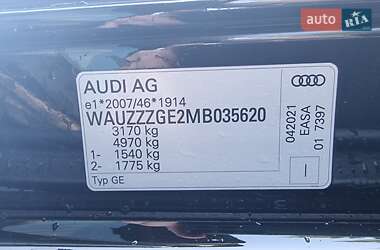 auto RIA
AUDI AG
e1*2007/46*1914
WAUZZZGE2MB035620
3170 kg
4970 kg
1- 1540 kg
2- 1775 kg
Typ GE
042021
EASA
01 7397
I